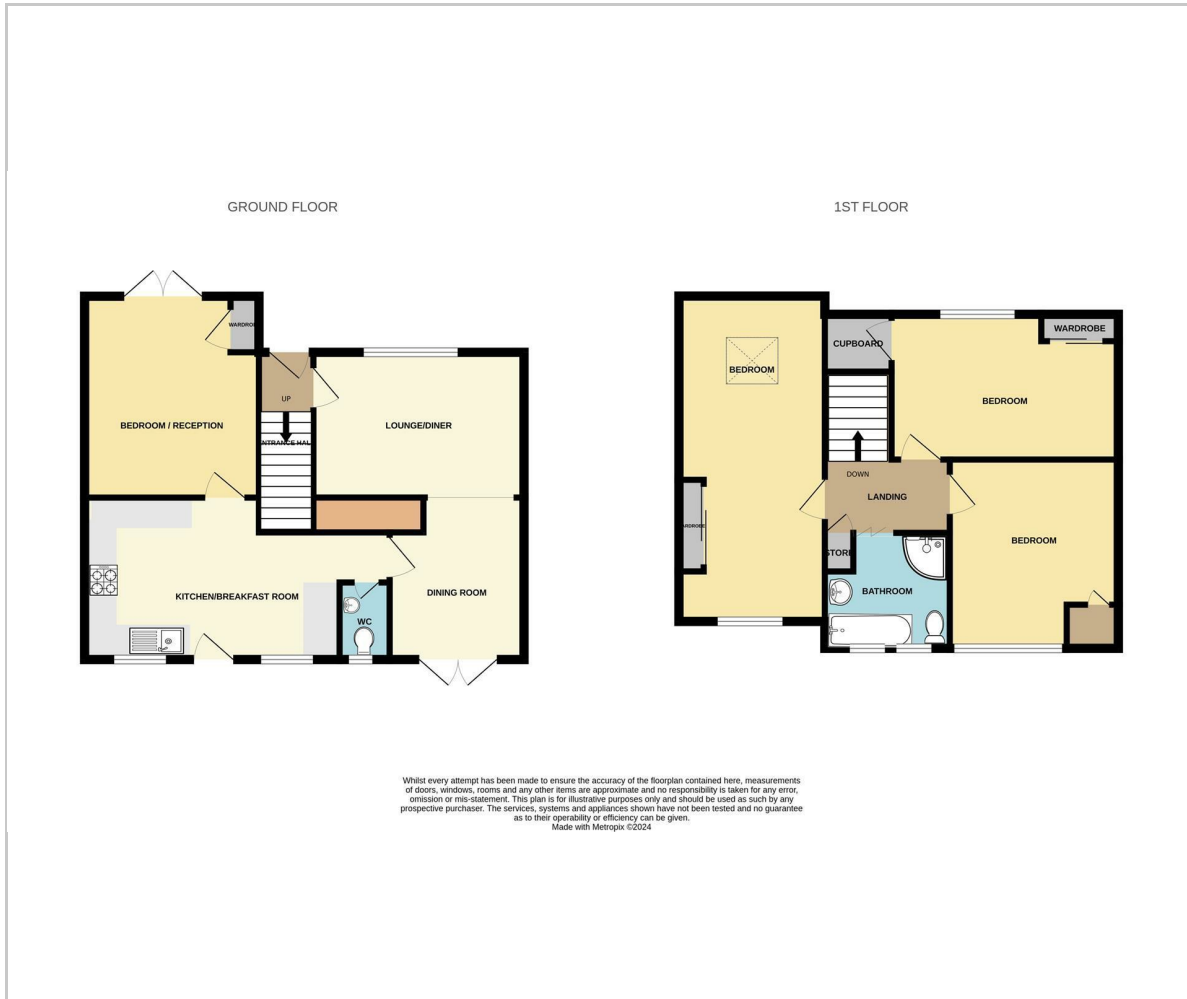 GROUND FLOOR
1ST FLOOR
WARDROB
UP
ENTRANCE HALL
BEDROOM / RECEPTION
LOUNGE/DINER
KITCHEN/BREAKFAST ROOM
WC
DINING ROOM
WARDROBE
CUPBOARD
BEDROOM
BEDROOM
DOWN
LANDING
ARDROBE
STORE
BEDROOM
BATHROOM
Whilst every attempt has been made to ensure the accuracy of the floorplan contained here, measurements
of doors, windows, rooms and any other items are approximate and no responsibility is taken for any error,
omission or mis-statement. This plan is for illustrative purposes only and should be used as such by any
prospective purchaser. The services, systems and appliances shown have not been tested and no guarantee
as to their operability or efficiency can be given.
Made with Metropix ©2024